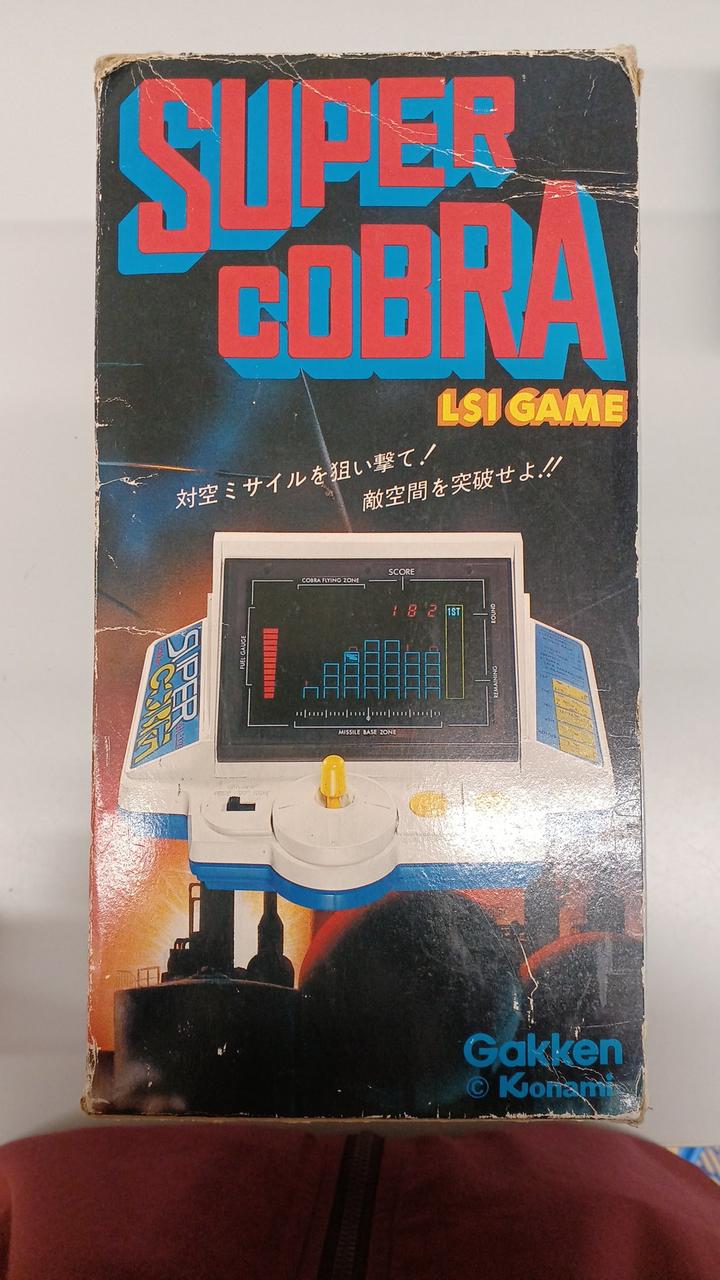 SUPER
COBRA
LSI GAME
対空ミサイルを狙い撃て！
敵空間を突破せよ!!
SCORE
COBRA FLYING ZONE
182
1ST
ROUND
FUEL GAUGE
REMAINING
MISSILE BASE ZONE
SUPER
COBRA
Gakken
© Konami